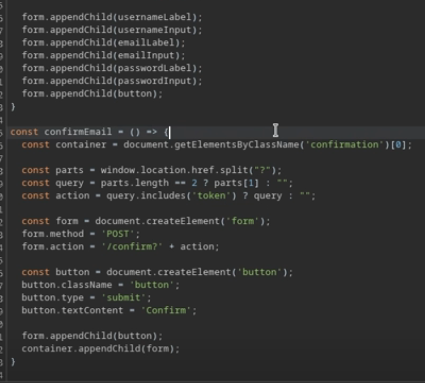 form.appendChild(usernameLabel);
form.appendChild(usernameInput);
form.appendChild(emailLabel);
form.appendChild(emailInput);
form.appendChild(passwordLabel);
form.appendChild(passwordInput);
form.appendChild(button);
}
const confirmEmail = () => {
const container = document.getElementsByClassName('confirmation')[0];
const parts = window.location.href.split("?");
const query = parts.length == 2 ? parts[1] : "";
const action = query.includes('token') ? query : "";
const form = document.createElement('form');
form.method = 'POST';
form.action = '/confirm?' + action;
const button = document.createElement('button');
button.className = 'button';
button.type = 'submit';
button.textContent = 'Confirm';
form.appendChild(button);
container.appendChild(form);
}